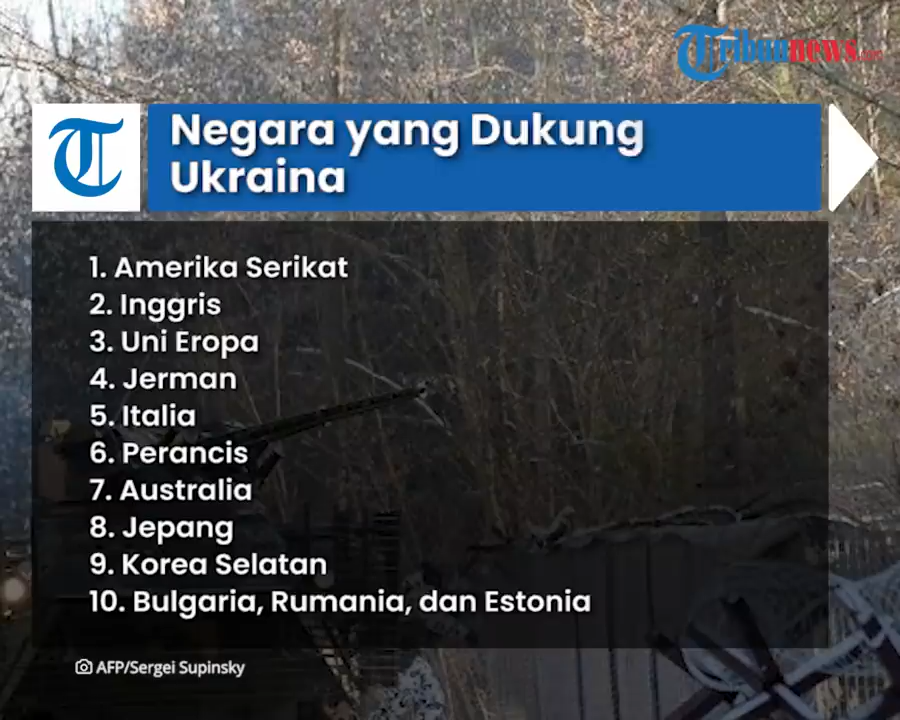 Tribunnews.com
Negara yang Dukung
Ukraina
1. Amerika Serikat
2. Inggris
3. Uni Eropa
4. Jerman
5. Italia
6. Perancis
7. Australia
8. Jepang
9. Korea Selatan
10. Bulgaria, Rumania, dan Estonia
AFP/Sergei Supinsky